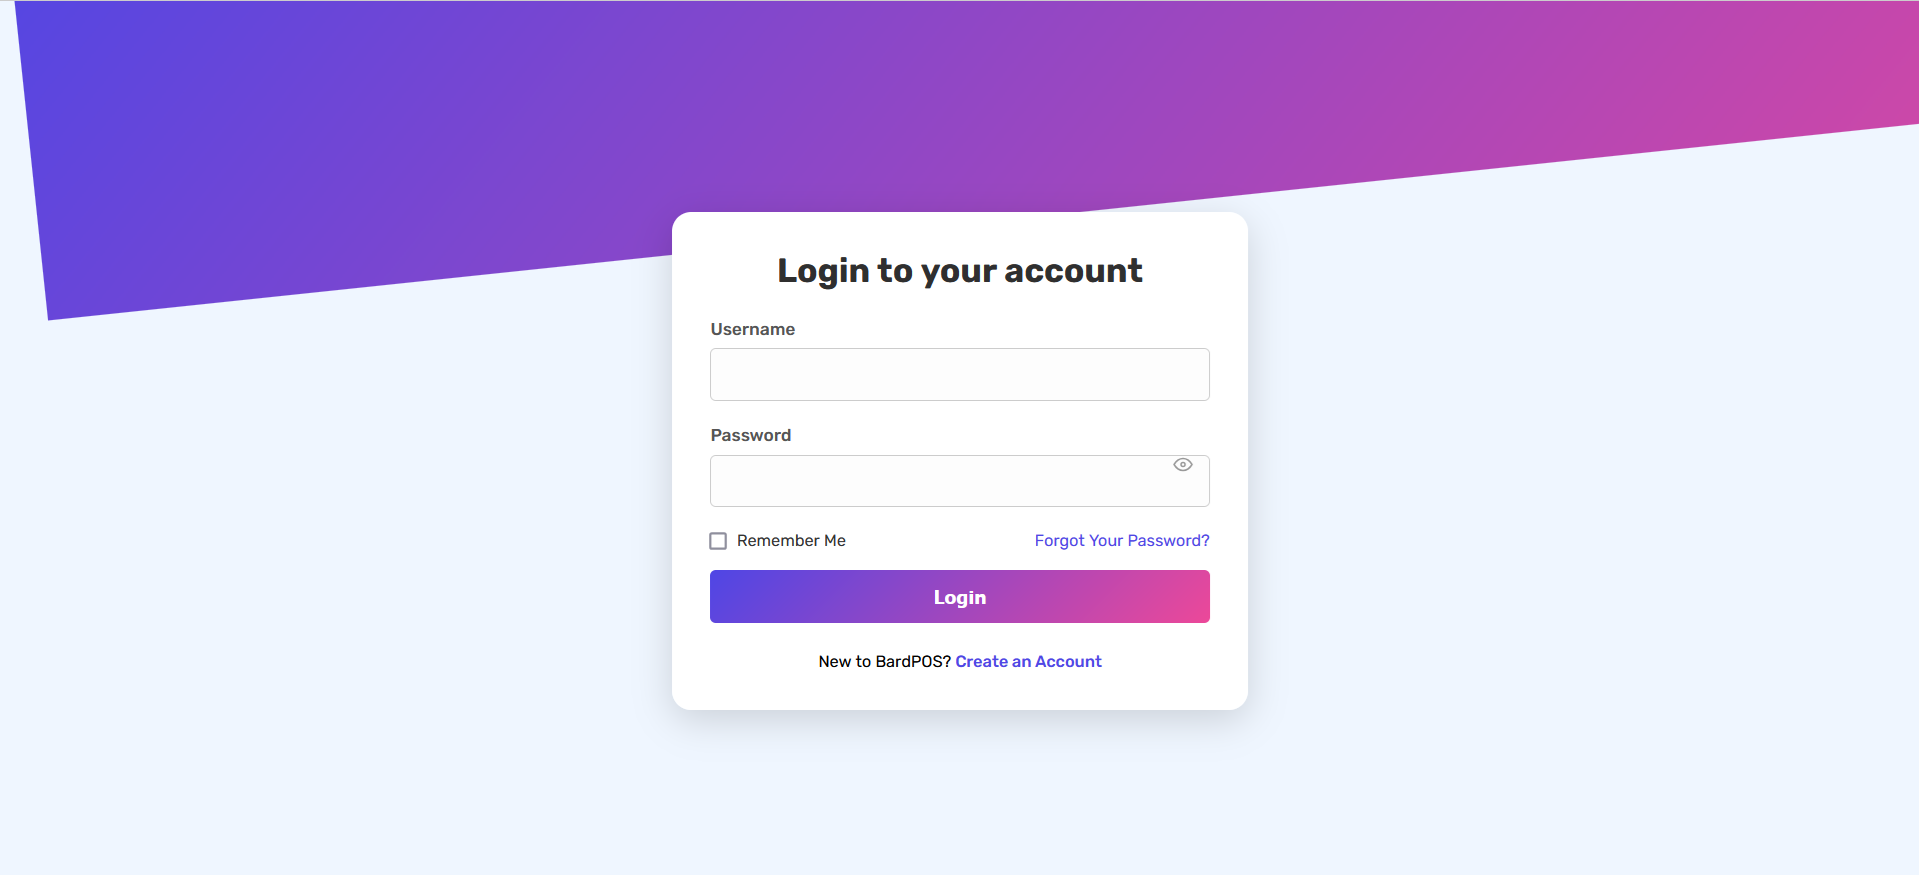 Login to your account
Username
Password
Remember Me
Forgot Your Password?
Login
New to BardPOS? Create an Account